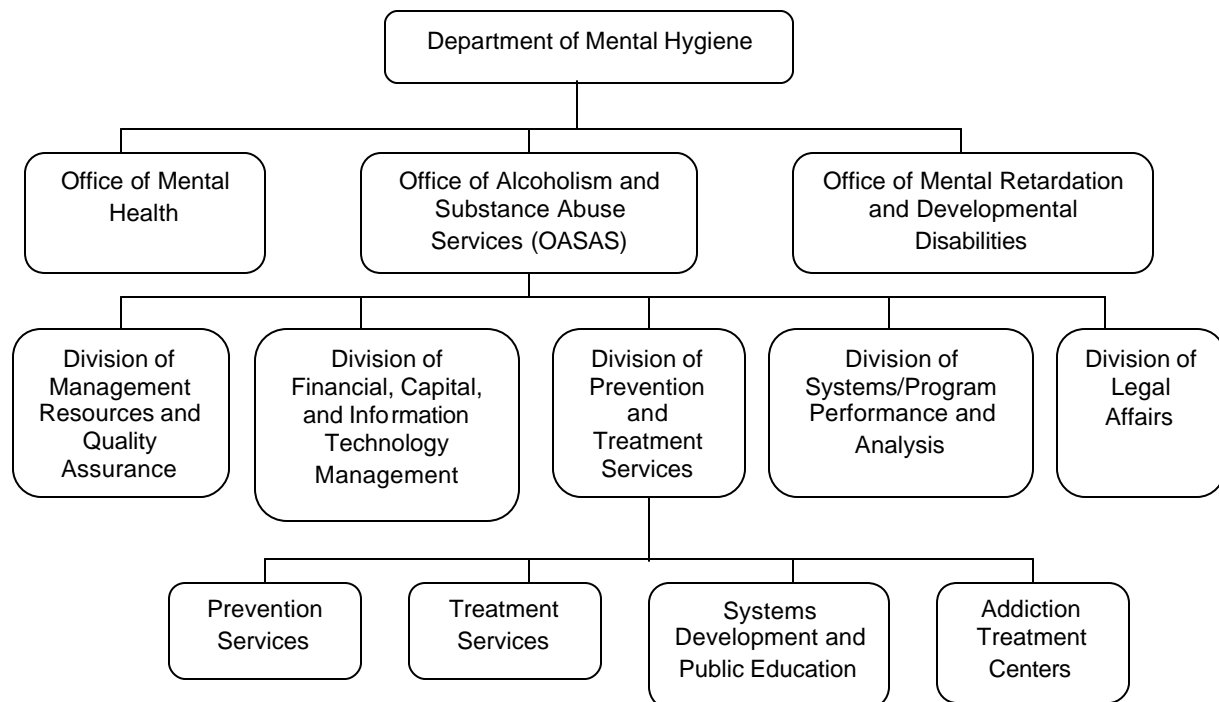 Department of Mental Hygiene
Office of Mental
Health
Office of Alcoholism and
Substance Abuse
Services (OASAS)
Office of Mental Retardation
and Developmental
Disabilities
Division of
Management
Resources and
Quality
Assurance
Division of
Financial, Capital,
and Information
Technology
Management
Division of
Prevention
and
Treatment
Services
Division of
Systems/Program
Performance and
Analysis
Division of
Legal
Affairs
Prevention
Services
Treatment
Services
Systems
Development and
Public Education
Addiction
Treatment
Centers